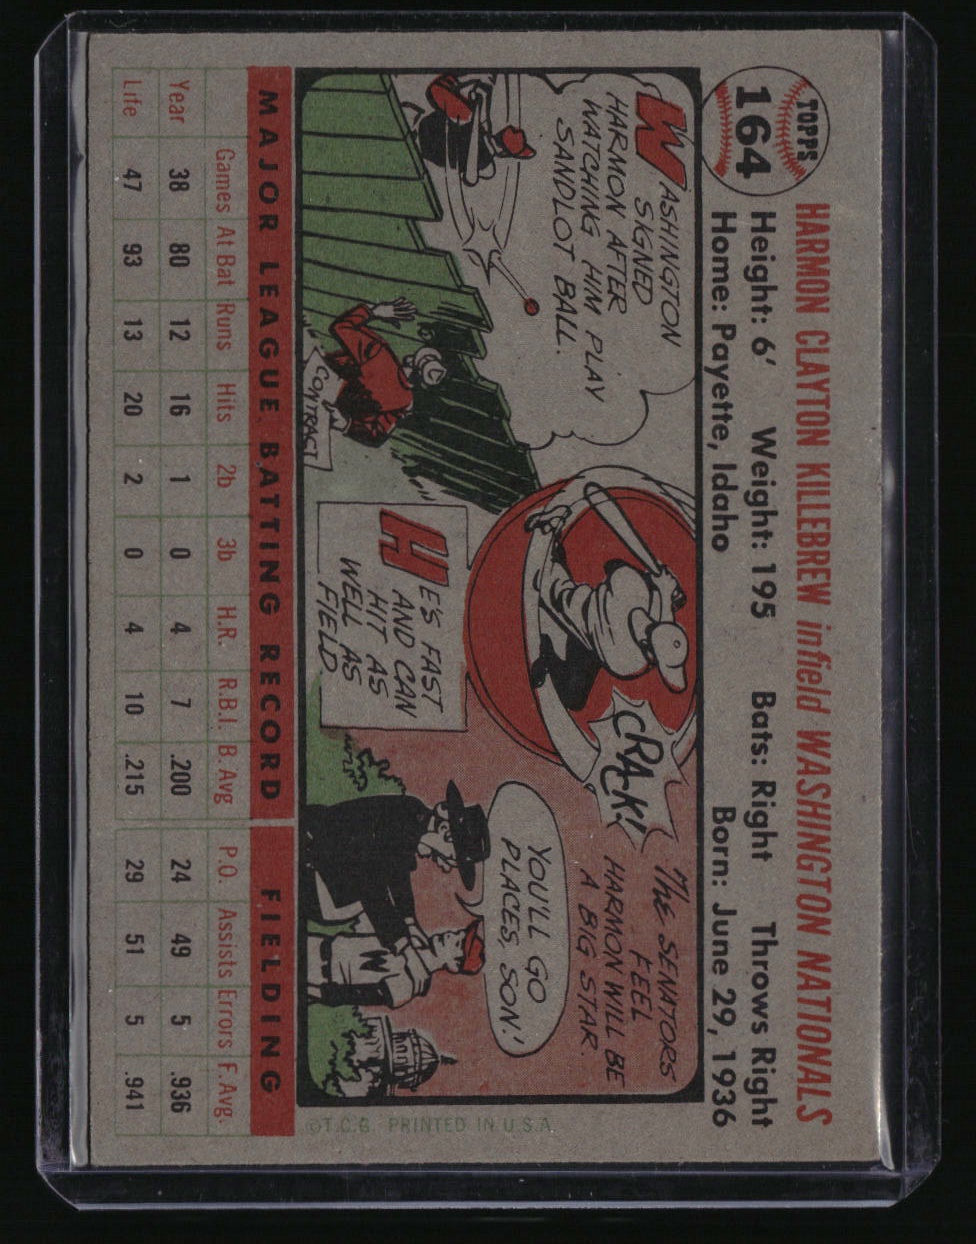 TOPPS
164
HARMON CLAYTON KILLEBREW infield WASHINGTON NATIONALS
Height: 6' Weight: 195 Bats: Right Throws Right
Home: Payette, Idaho Born: June 29, 1936
WASHINGTON
SIGNED
HARMON AFTER
WATCHING HIM PLAY
SANDLOT BALL.
CONTRACT
HE'S FAST
AND CAN
HIT AS
WELL AS
FIELD
CRACK!
THE SENATORS
FEEL
HARMON WILL BE
A BIG STAR.
YOU'LL GO
PLACES, SON!
W
©T.C.G. PRINTED IN U.S.A.
MAJOR LEAGUE BATTING RECORD FIELDING
Games At Bat Runs Hits 2b 3b H.R. R.B.I. B. Avg P.O. Assists Errors F. Avg.
Year 38 80 12 16 1 0 4 7 .200 24 49 5 .936
Life 47 93 13 20 2 0 4 10 .215 29 51 5 .941